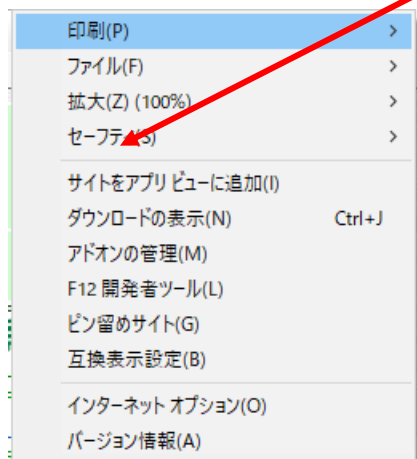 印刷(P)
ファイル(F)
拡大(Z) (100%)
セーフティ(S)
サイトをアプリ ビューに追加(I)
ダウンロードの表示(N) Ctrl+J
アドオンの管理(M)
F12 開発者ツール(L)
ピン留めサイト(G)
互換表示設定(B)
インターネット オプション(O)
バージョン情報(A)